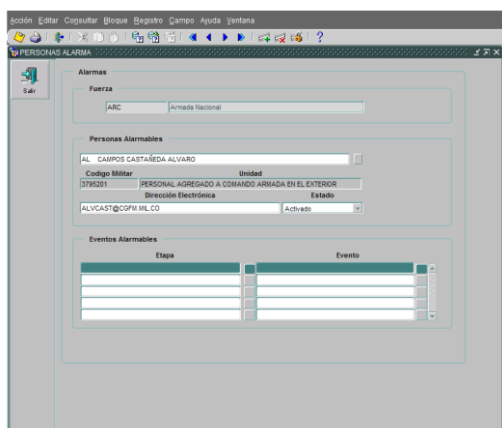 Acción Editar Consultar Bloque Registro Campo Ayuda Ventana
PERSONAS ALARMA
Salir
Alarmas
Fuerza
ARC Armada Nacional
Personas Alarmables
AL CAMPOS CASTAÑEDA ALVARO
Codigo Militar Unidad
3795201 PERSONAL AGREGADO A COMANDO ARMADA EN EL EXTERIOR
Dirección Electrónica Estado
ALVCAST@CGFM.MIL.CO Activado
Eventos Alarmables
Etapa Evento